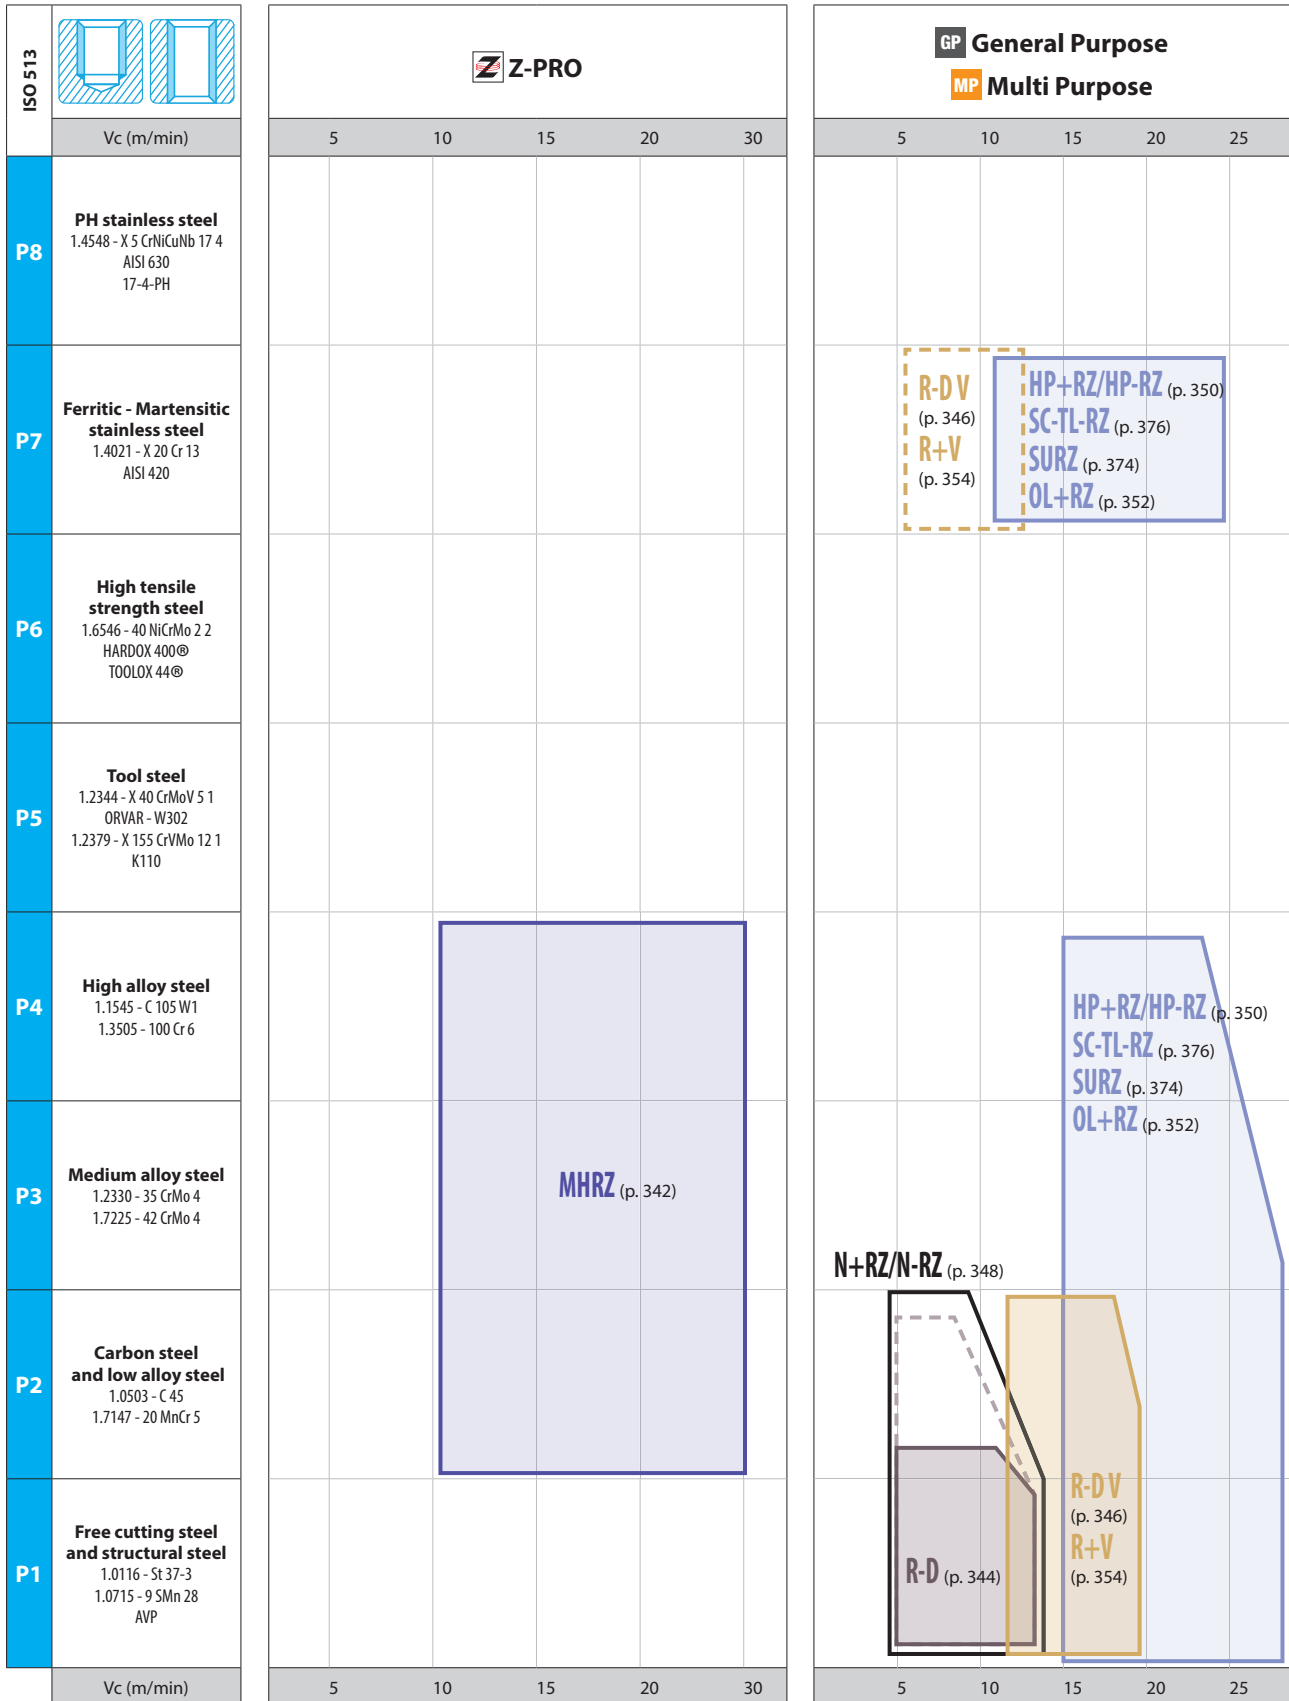 ISO 513
Z-PRO
GP General Purpose
MP Multi Purpose
Vc (m/min)
5 10 15 20 30
5 10 15 20 25
P8
PH stainless steel
1.4548 - X 5 CrNiCuNb 17 4
AISI 630
17-4-PH
P7
Ferritic - Martensitic
stainless steel
1.4021 - X 20 Cr 13
AISI 420
R-D V
(p. 346)
R+V
(p. 354)
HP+RZ/HP-RZ (p. 350)
SC-TL-RZ (p. 376)
SURZ (p. 374)
OL+RZ (p. 352)
P6
High tensile
strength steel
1.6546 - 40 NiCrMo 2 2
HARDOX 400®
TOOLOX 44®
P5
Tool steel
1.2344 - X 40 CrMoV 5 1
ORVAR - W302
1.2379 - X 155 CrVMo 12 1
K110
P4
High alloy steel
1.1545 - C 105 W1
1.3505 - 100 Cr 6
HP+RZ/HP-RZ (p. 350)
SC-TL-RZ (p. 376)
SURZ (p. 374)
OL+RZ (p. 352)
P3
Medium alloy steel
1.2330 - 35 CrMo 4
1.7225 - 42 CrMo 4
MHRZ (p. 342)
N+RZ/N-RZ (p. 348)
P2
Carbon steel
and low alloy steel
1.0503 - C 45
1.7147 - 20 MnCr 5
P1
Free cutting steel
and structural steel
1.0116 - St 37-3
1.0715 - 9 SMn 28
AVP
R-D (p. 344)
R-D V
(p. 346)
R+V
(p. 354)
Vc (m/min)
5 10 15 20 30
5 10 15 20 25